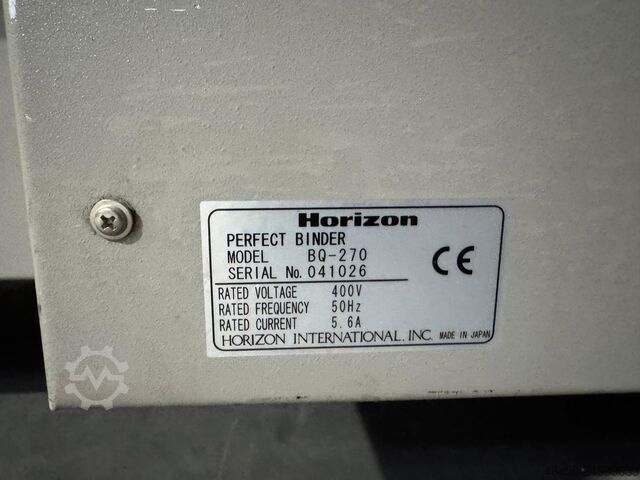 Horizon
PERFECT BINDER
MODEL BQ-270
SERIAL No. 041026
CE
RATED VOLTAGE 400V
RATED FREQUENCY 50Hz
RATED CURRENT 5.6A
HORIZON INTERNATIONAL, INC. MADE IN JAPAN